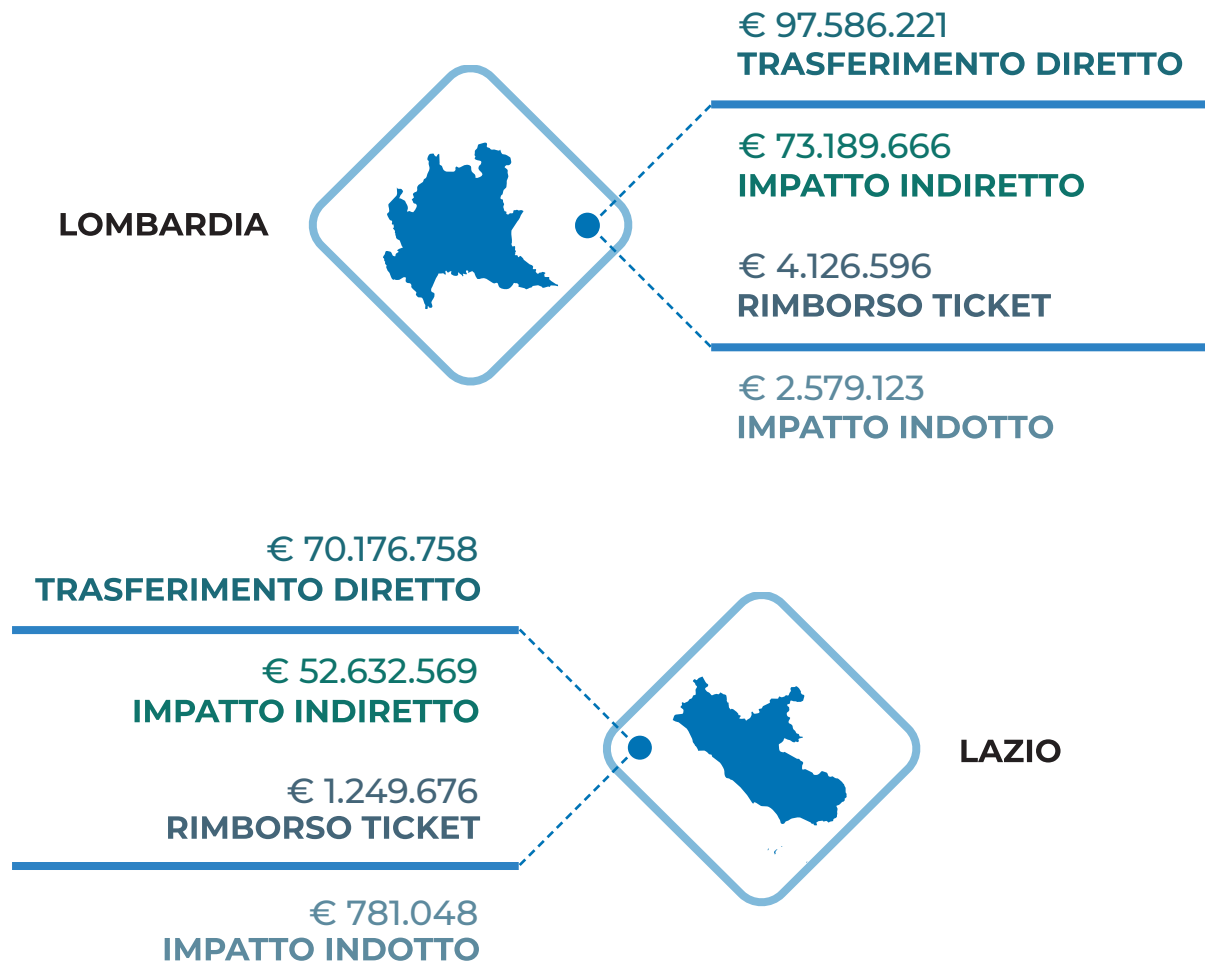 LOMBARDIA
€ 97.586.221
TRASFERIMENTO DIRETTO
€ 73.189.666
IMPATTO INDIRETTO
€ 4.126.596
RIMBORSO TICKET
€ 2.579.123
IMPATTO INDOTTO
€ 70.176.758
TRASFERIMENTO DIRETTO
€ 52.632.569
IMPATTO INDIRETTO
€ 1.249.676
RIMBORSO TICKET
€ 781.048
IMPATTO INDOTTO
LAZIO